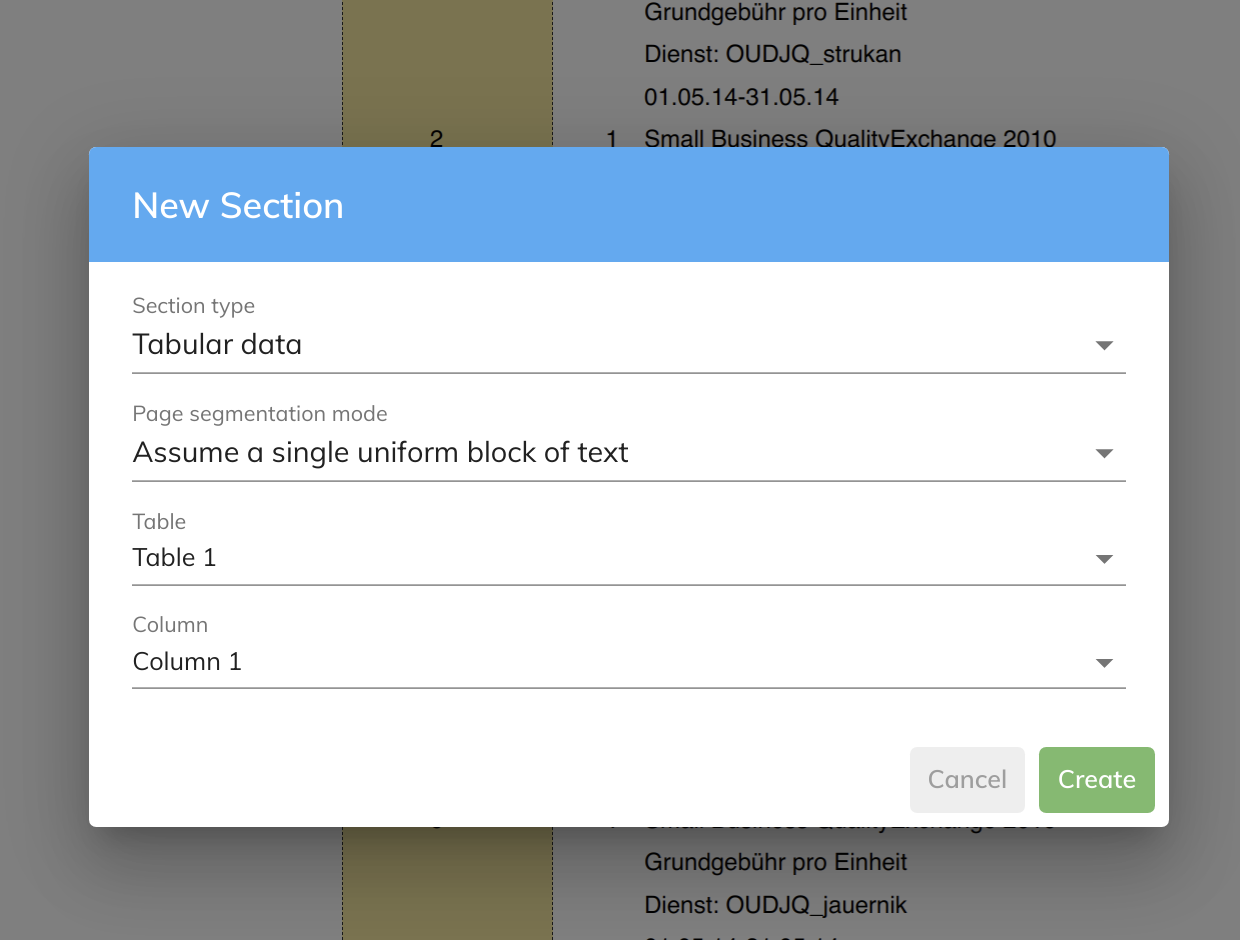 Grundgebühr pro Einheit
Dienst: OUDJQ_strukan
01.05.14-31.05.14
2 1 Small Business QualityExchange 2010
New Section
Section type
Tabular data
Page segmentation mode
Assume a single uniform block of text
Table
Table 1
Column
Column 1
Cancel Create
Grundgebühr pro Einheit
Dienst: OUDJQ_jauernik